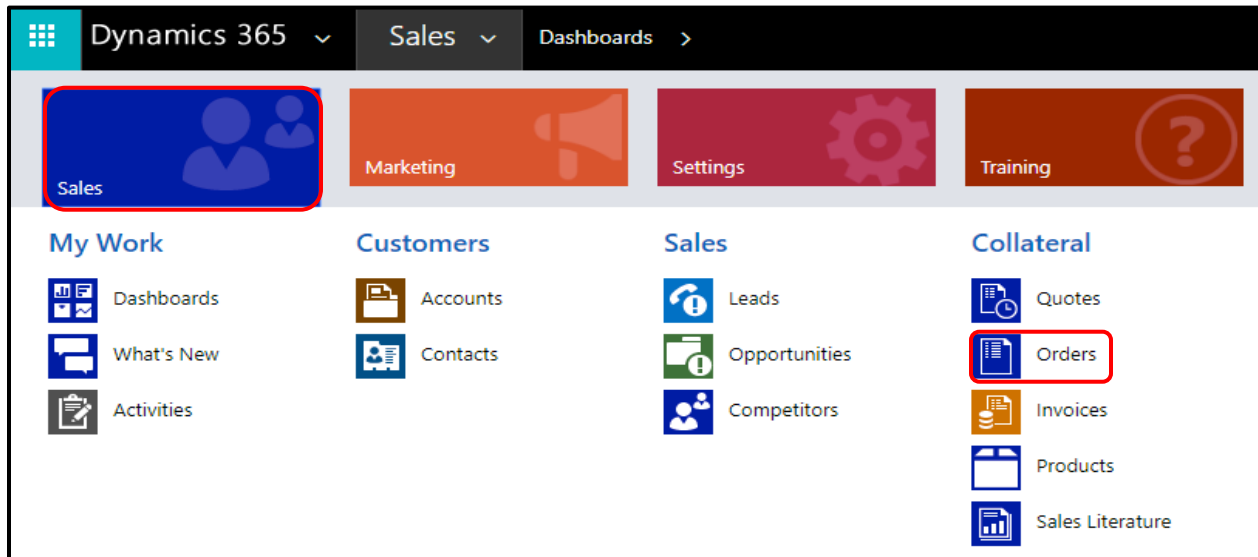 Dynamics 365 Sales Dashboards
Sales
Marketing
Settings
Training
My Work
Dashboards
What's New
Activities
Customers
Accounts
Contacts
Sales
Leads
Opportunities
Competitors
Collateral
Quotes
Orders
Invoices
Products
Sales Literature